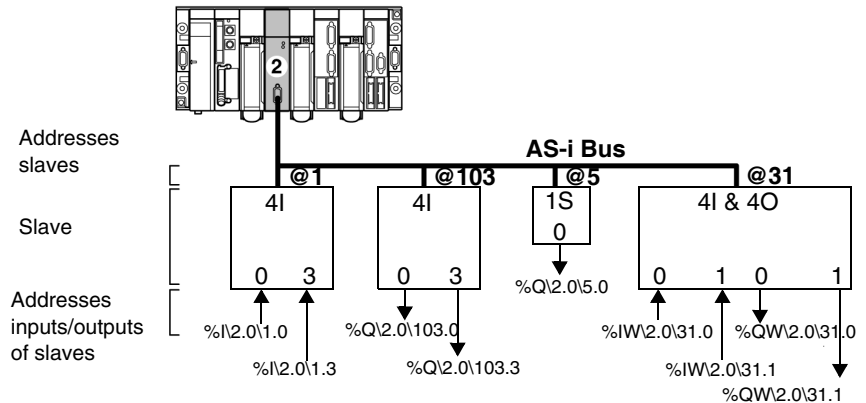 2
Addresses
slaves
AS-i Bus
@1
@103
@5
@31
Slave
4I
4I
1S
4I & 4O
0
0 3
0 3
0 1 0 1
Addresses
inputs/outputs
of slaves
%Q\2.0\5.0
%I\2.0\1.0
%Q\2.0\103.0
%IW\2.0\31.0
%QW\2.0\31.0
%I\2.0\1.3
%Q\2.0\103.3
%IW\2.0\31.1
%QW\2.0\31.1